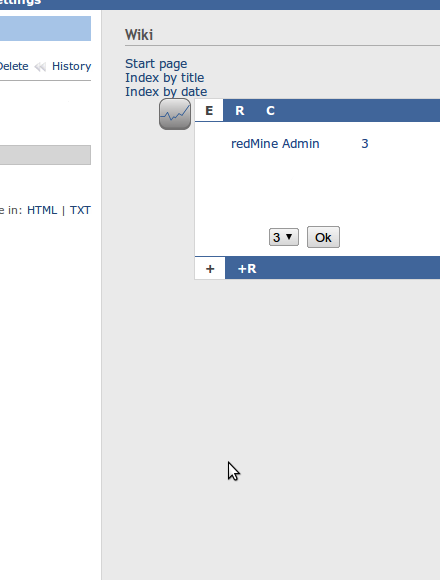 Wiki
Delete
History
Start page
Index by title
Index by date
E R C
redMine Admin 3
3 Ok
in: HTML | TXT
+ +R